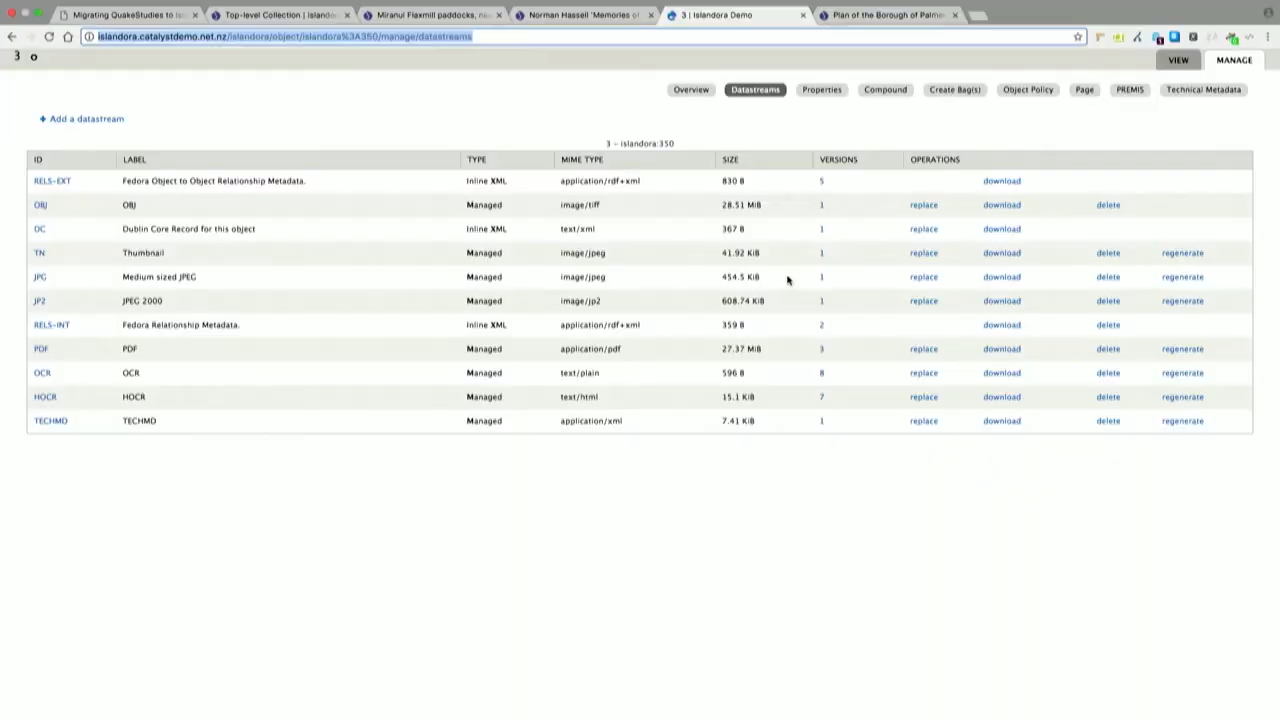 Migrating QuakeStudies to Is
Top-level Collection | Islando
Miranui Flaxmill paddocks, ne
Norman Hassell 'Memories of
3 | Islandora Demo
Plan of the Borough of Palme
islandora.catalystdemo.net.nz/islandora/object/islandora%3A350/manage/datastreams
3 o
VIEW MANAGE
Overview Datastreams Properties Compound Create Bag(s) Object Policy Page PREMIS Technical Metadata
+ Add a datastream
3 - islandora:350
ID LABEL TYPE MIME TYPE SIZE VERSIONS OPERATIONS
RELS-EXT Fedora Object to Object Relationship Metadata. Inline XML application/rdf+xml 830 B 5 download
OBJ OBJ Managed image/tiff 28.51 MiB 1 replace download delete
DC Dublin Core Record for this object Inline XML text/xml 367 B 1 replace download
TN Thumbnail Managed image/jpeg 41.92 KiB 1 replace download delete regenerate
JPG Medium sized JPEG Managed image/jpeg 454.5 KiB 1 replace download delete regenerate
JP2 JPEG 2000 Managed image/jp2 608.74 KiB 1 replace download delete regenerate
RELS-INT Fedora Relationship Metadata. Inline XML application/rdf+xml 359 B 2 download delete
PDF PDF Managed application/pdf 27.37 MiB 3 replace download delete regenerate
OCR OCR Managed text/plain 596 B 8 replace download delete regenerate
HOCR HOCR Managed text/html 15.1 KiB 7 replace download delete regenerate
TECHMD TECHMD Managed application/xml 7.41 KiB 1 replace download delete regenerate